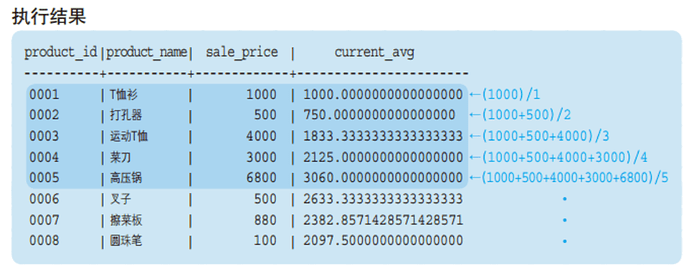 执行结果
product_id|product_name| sale_price | current_avg
----------+------------+------------+----------------------
0001 |T恤衫 | 1000 | 1000.0000000000000000 ←(1000)/1
0002 |打孔器 | 500 | 750.0000000000000000 ←(1000+500)/2
0003 |运动T恤 | 4000 | 1833.3333333333333333 ←(1000+500+4000)/3
0004 |菜刀 | 3000 | 2125.0000000000000000 ←(1000+500+4000+3000)/4
0005 |高压锅 | 6800 | 3060.0000000000000000 ←(1000+500+4000+3000+6800)/5
0006 |叉子 | 500 | 2633.3333333333333333 ·
0007 |擦菜板 | 880 | 2382.8571428571428571 ·
0008 |圆珠笔 | 100 | 2097.5000000000000000 ·